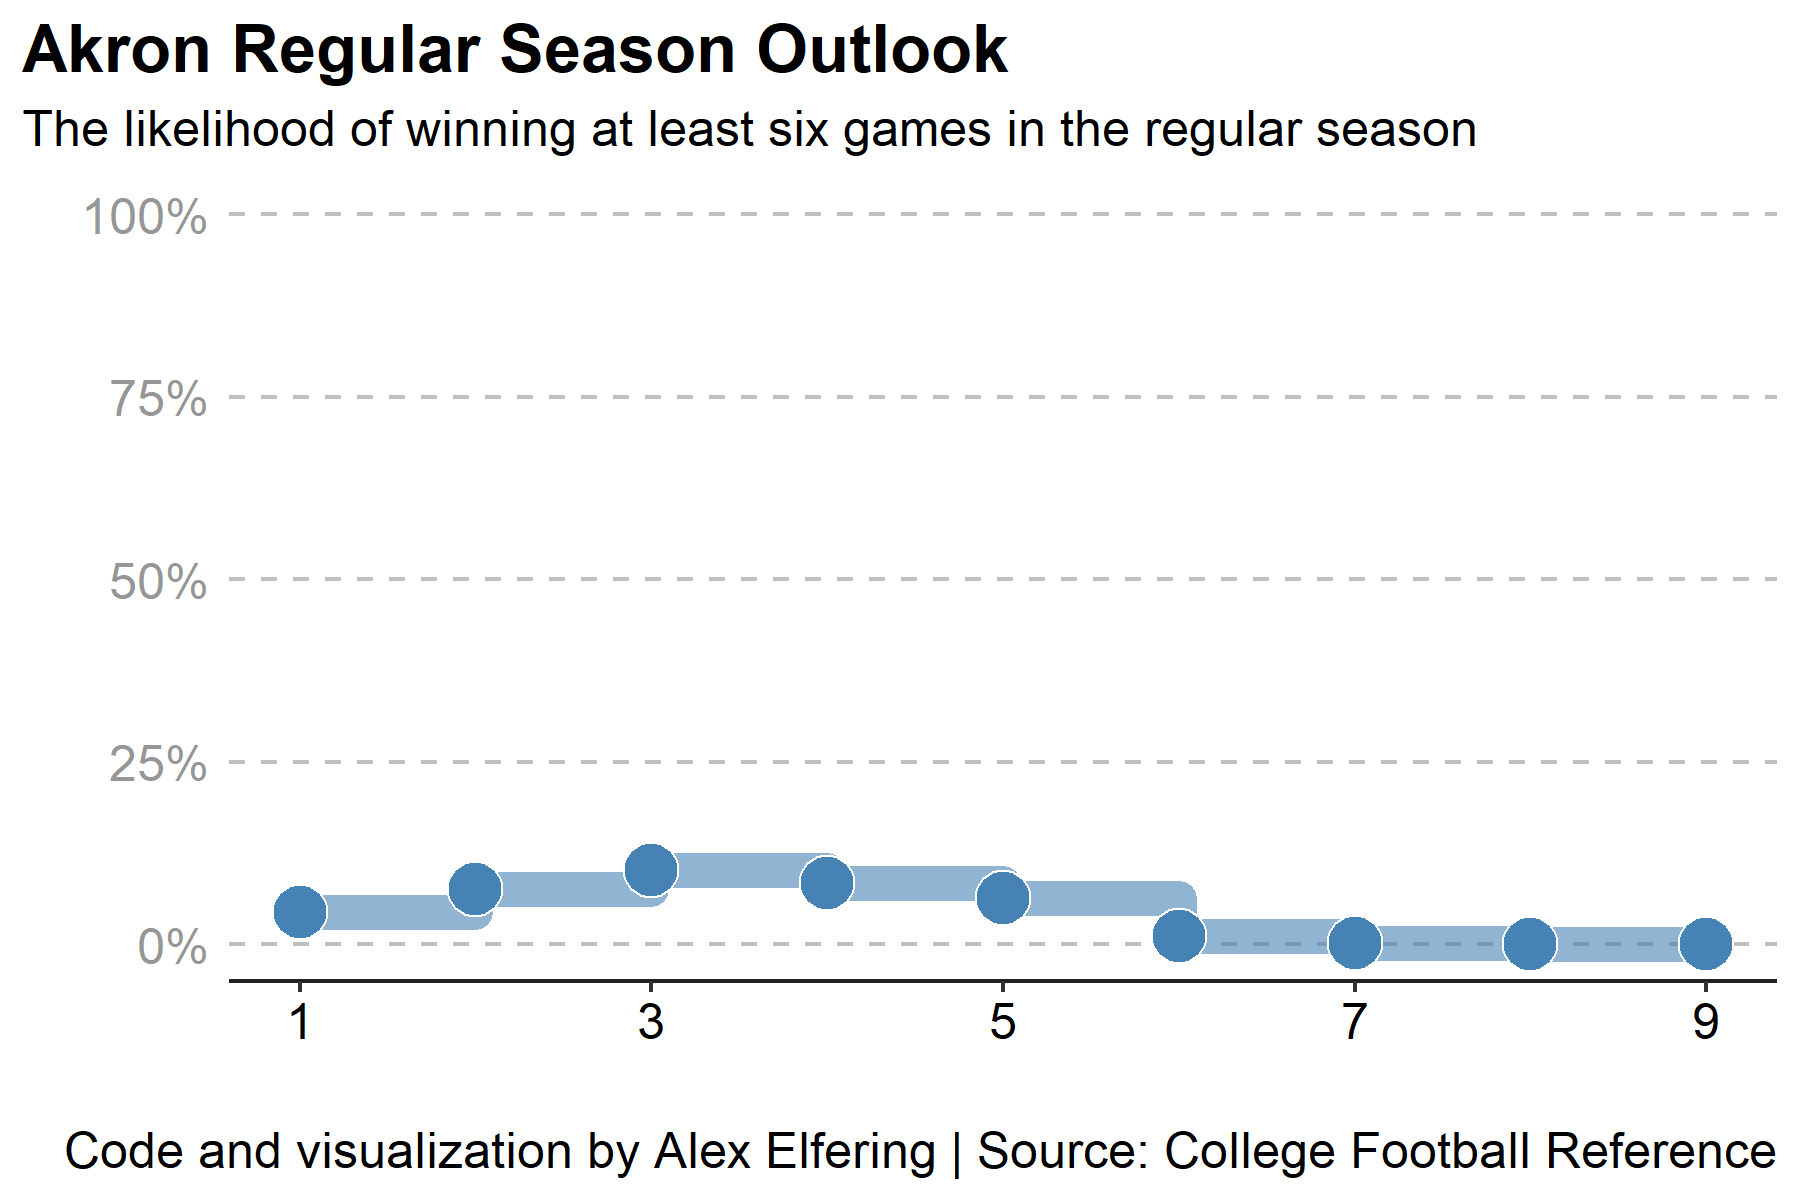 Akron Regular Season Outlook
The likelihood of winning at least six games in the regular season
100%
75%
50%
25%
0%
1 3 5 7 9
Code and visualization by Alex Elfering | Source: College Football Reference